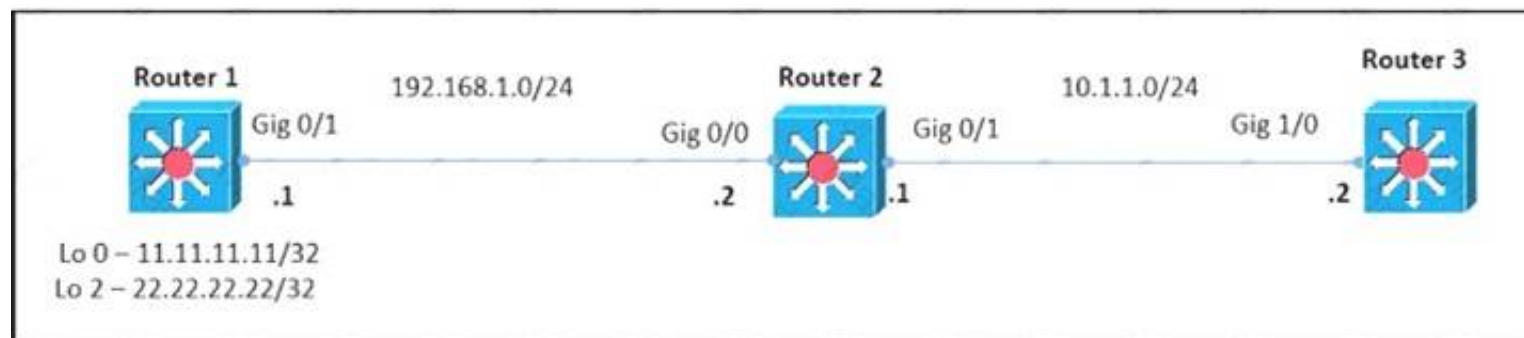 Router 1
192.168.1.0/24
Router 2
10.1.1.0/24
Router 3
Gig 0/1
Gig 0/0
Gig 0/1
Gig 1/0
.1
.2
.1
.2
Lo 0 – 11.11.11.11/32
Lo 2 – 22.22.22.22/32